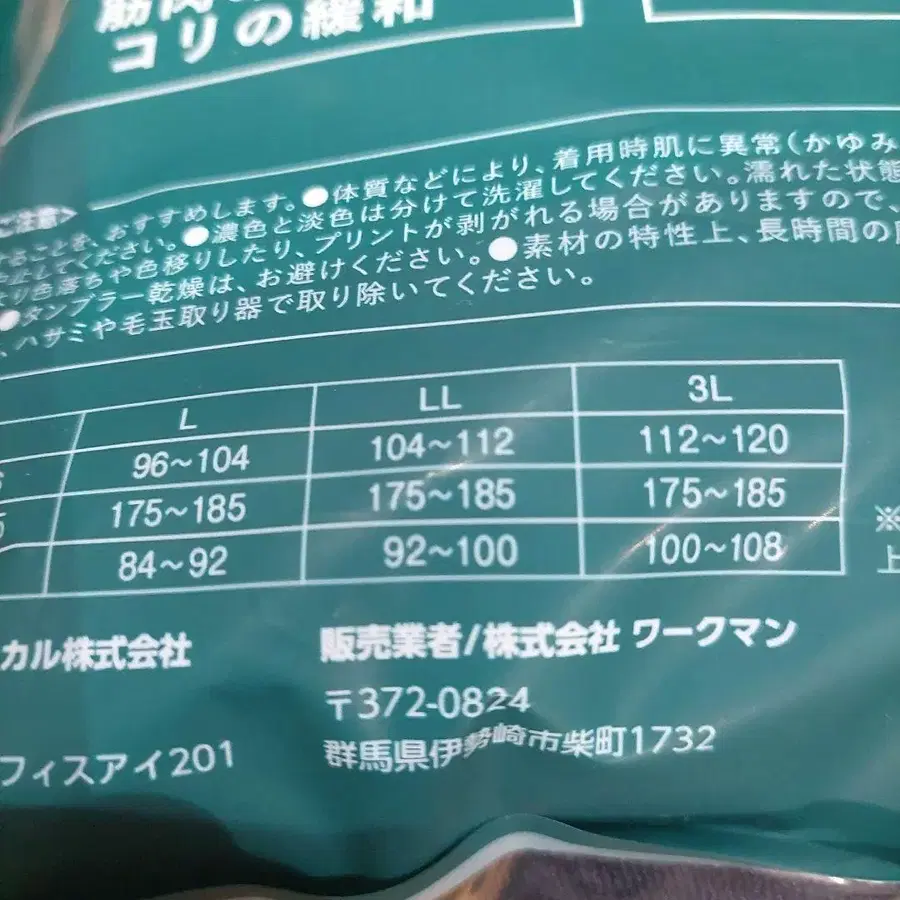 コリの緩和
ご注意
ることを、おすすめします。●体質などにより、着用時肌に異常(かゆみ
止してください。●濃色と淡色は分けて洗濯してください。濡れた状態
より色落ちや色移りしたり、プリントが剥がれる場合がありますので、
●タンブラー乾燥は、お避けください。●素材の特性上、長時間の
、ハサミや毛玉取り器で取り除いてください。
L LL 3L
96〜104 104〜112 112〜120
175〜185 175〜185 175〜185
84〜92 92〜100 100〜108
※
上
カル株式会社 販売業者/株式会社 ワークマン
〒372-0824
フィスアイ201 群馬県伊勢崎市柴町1732